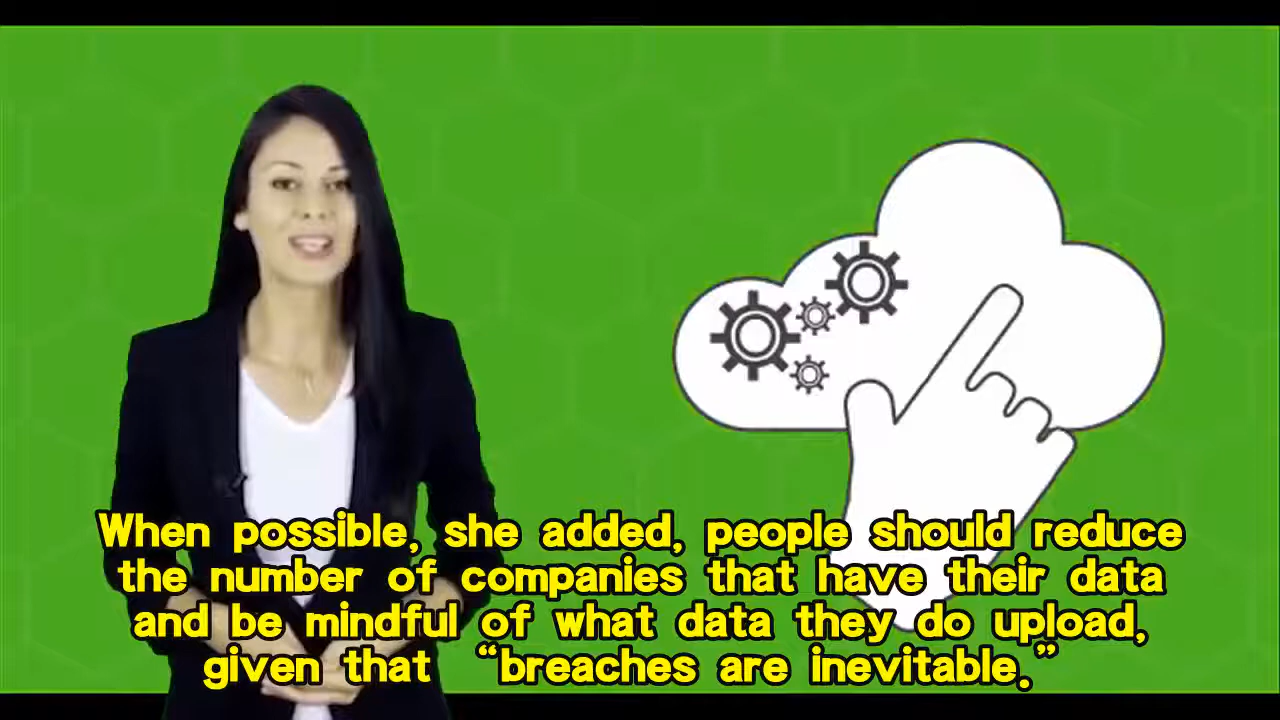 When possible, she added, people should reduce
the number of companies that have their data
and be mindful of what data they do upload,
given that “breaches are inevitable.”